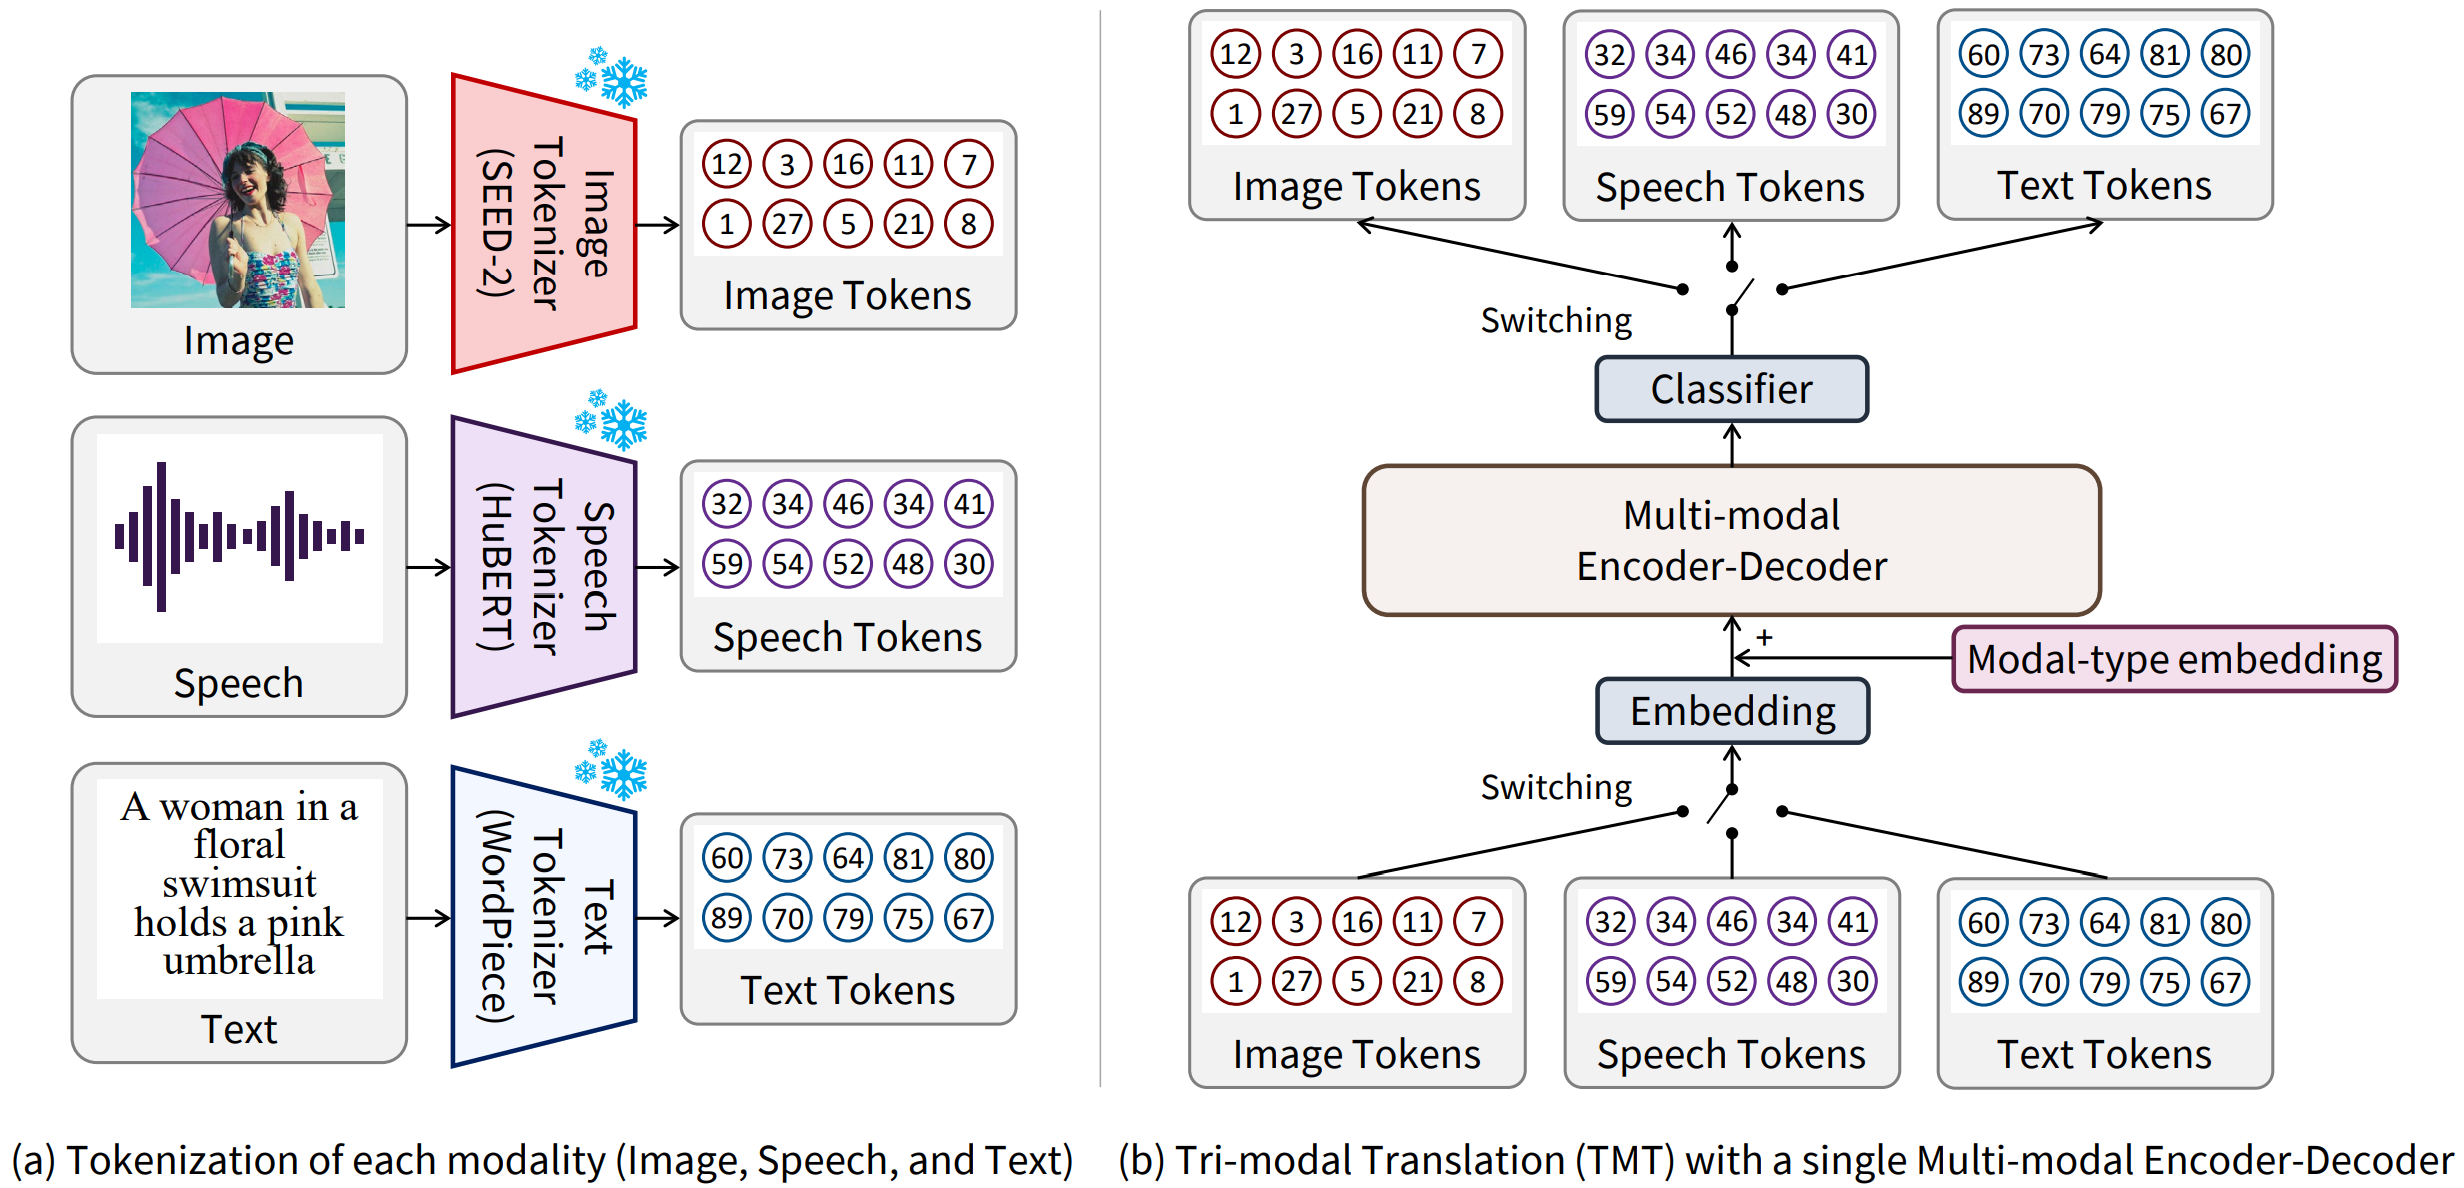 Image
Image
Tokenizer
(SEED-2)
12 3 16 11 7
1 27 5 21 8
Image Tokens
Speech
Speech
Tokenizer
(HuBERT)
32 34 46 34 41
59 54 52 48 30
Speech Tokens
A woman in a
floral
swimsuit
holds a pink
umbrella
Text
Text
Tokenizer
(WordPiece)
60 73 64 81 80
89 70 79 75 67
Text Tokens
(a) Tokenization of each modality (Image, Speech, and Text)
12 3 16 11 7
1 27 5 21 8
Image Tokens
32 34 46 34 41
59 54 52 48 30
Speech Tokens
60 73 64 81 80
89 70 79 75 67
Text Tokens
Switching
Classifier
Multi-modal
Encoder-Decoder
+
Modal-type embedding
Embedding
Switching
12 3 16 11 7
1 27 5 21 8
Image Tokens
32 34 46 34 41
59 54 52 48 30
Speech Tokens
60 73 64 81 80
89 70 79 75 67
Text Tokens
(b) Tri-modal Translation (TMT) with a single Multi-modal Encoder-Decoder